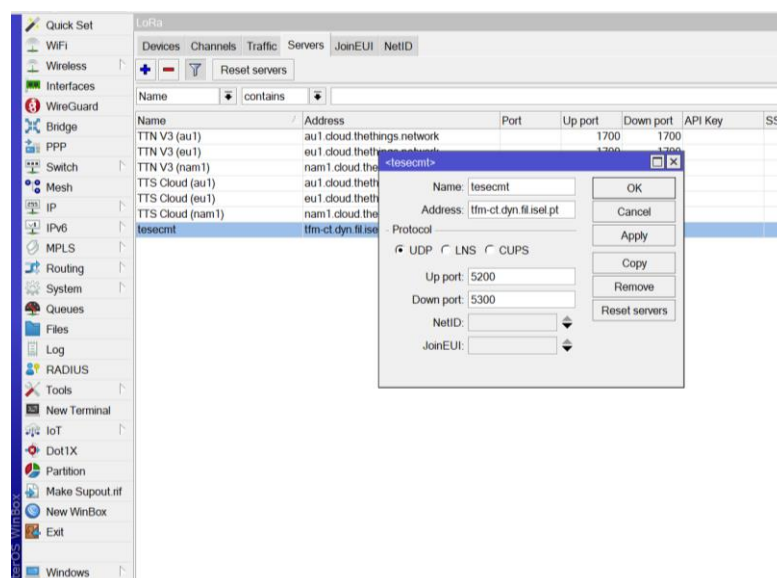 Quick Set
WiFi
Wireless
Interfaces
WireGuard
Bridge
PPP
Switch
Mesh
IP
IPv6
MPLS
Routing
System
Queues
Files
Log
RADIUS
Tools
New Terminal
IoT
Dot1X
Partition
Make Supout.rif
New WinBox
Exit
Windows
LoRa
Devices Channels Traffic Servers JoinEUI NetID
Reset servers
Name contains
Name Address Port Up port Down port API Key SS
TTN V3 (au1) au1.cloud.thethings.network 1700 1700
TTN V3 (eu1) eu1.cloud.thethings.network 1700 1700
TTN V3 (nam1) nam1.cloud.the
TTS Cloud (au1) au1.cloud.theth
TTS Cloud (eu1) eu1.cloud.theth
TTS Cloud (nam1) nam1.cloud.the
tesecmt tfm-ct.dyn.fil.ise
<tesecmt>
Name: tesecmt
Address: tfm-ct.dyn.fil.isel.pt
Protocol
UDP LNS CUPS
Up port: 5200
Down port: 5300
NetID:
JoinEUI:
OK
Cancel
Apply
Copy
Remove
Reset servers
terOS WinBox